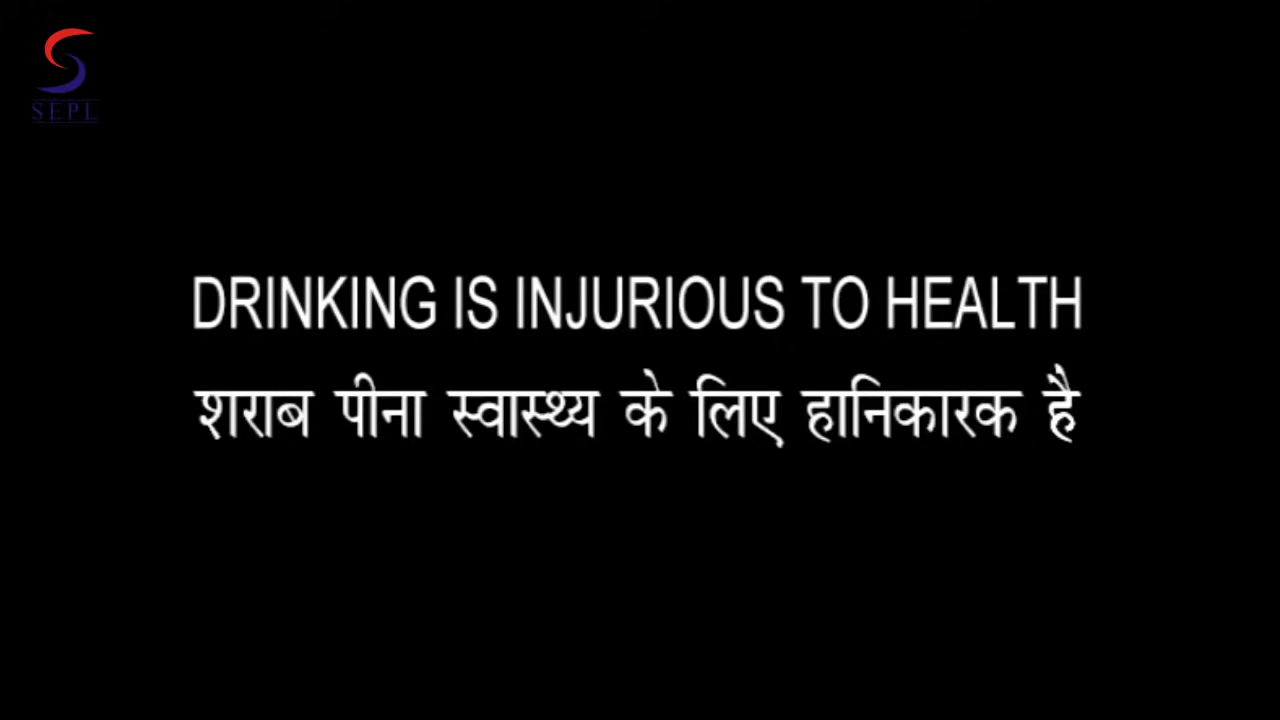 SEPL
DRINKING IS INJURIOUS TO HEALTH
शराब पीना स्वास्थ्य के लिए हानिकारक है